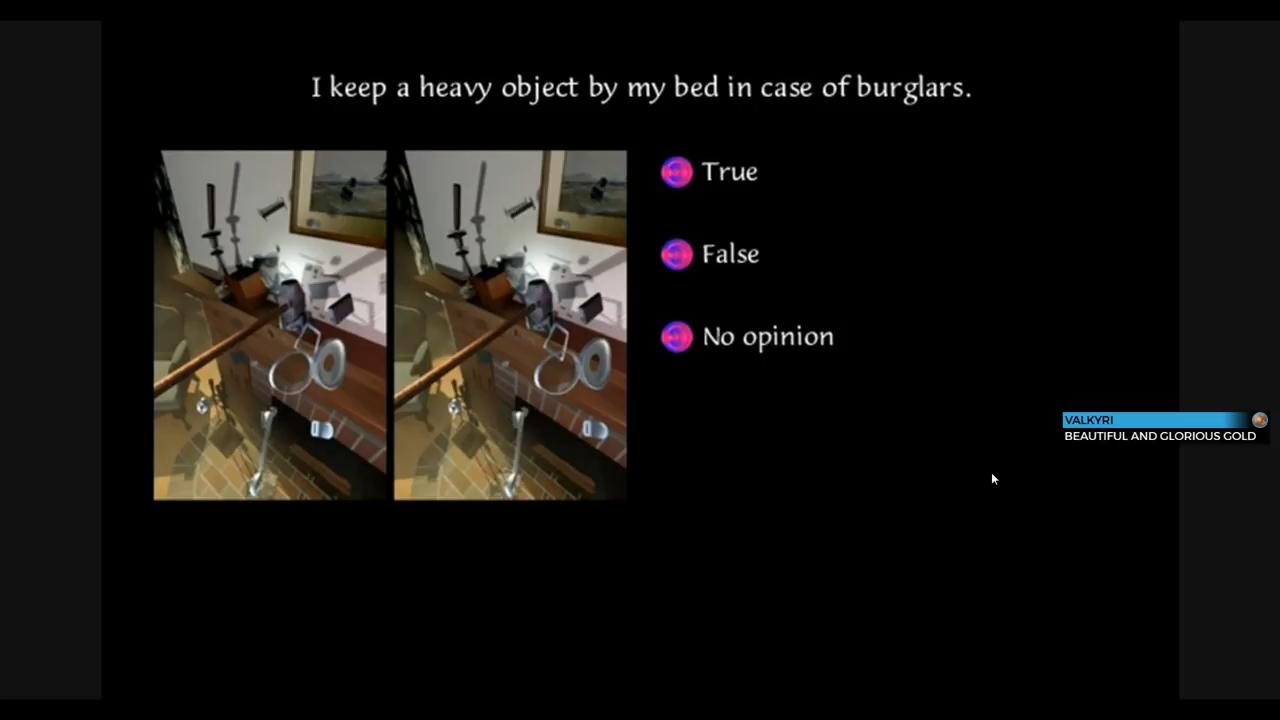 I keep a heavy object by my bed in case of burglars.
True
False
No opinion
VALKYRI
BEAUTIFUL AND GLORIOUS GOLD